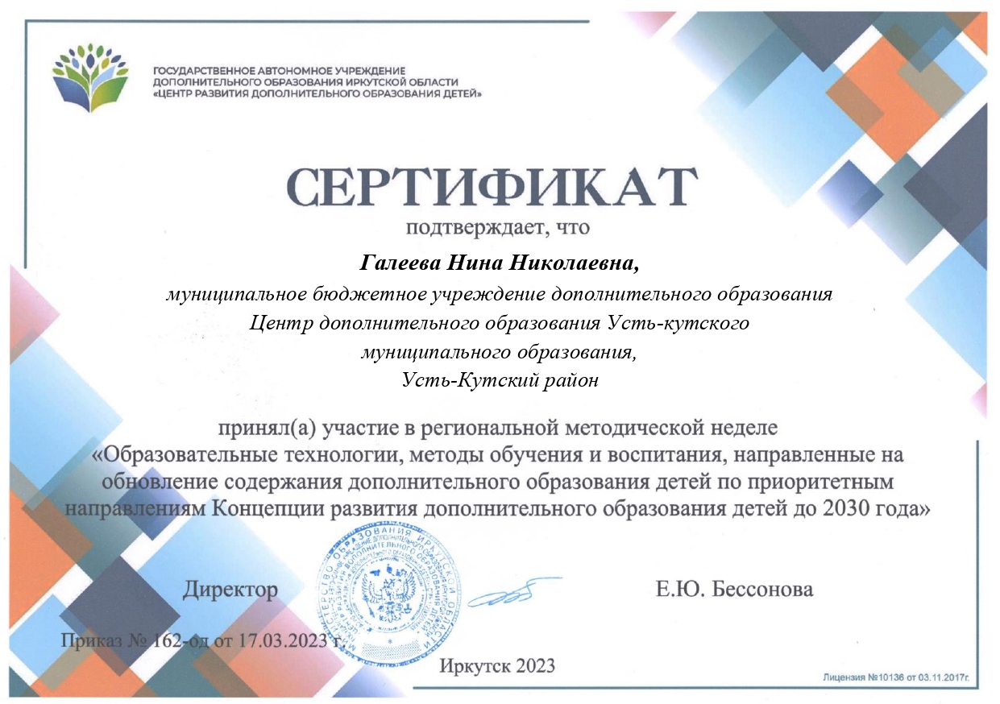 ГОСУДАРСТВЕННОЕ АВТОНОМНОЕ УЧРЕЖДЕНИЕ
ДОПОЛНИТЕЛЬНОГО ОБРАЗОВАНИЯ ИРКУТСКОЙ ОБЛАСТИ
«ЦЕНТР РАЗВИТИЯ ДОПОЛНИТЕЛЬНОГО ОБРАЗОВАНИЯ ДЕТЕЙ»
СЕРТИФИКАТ
подтверждает, что
Галеева Нина Николаевна,
муниципальное бюджетное учреждение дополнительного образования
Центр дополнительного образования Усть-кутского
муниципального образования,
Усть-Кутский район
принял(а) участие в региональной методической неделе
«Образовательные технологии, методы обучения и воспитания, направленные на
обновление содержания дополнительного образования детей по приоритетным
направлениям Концепции развития дополнительного образования детей до 2030 года»
МИНИСТЕРСТВО ОБРАЗОВАНИЯ ИРКУТСКОЙ ОБЛАСТИ
Директор
Е.Ю. Бессонова
Приказ № 162-од от 17.03.2023 г.
Иркутск 2023
Лицензия №10136 от 03.11.2017г.